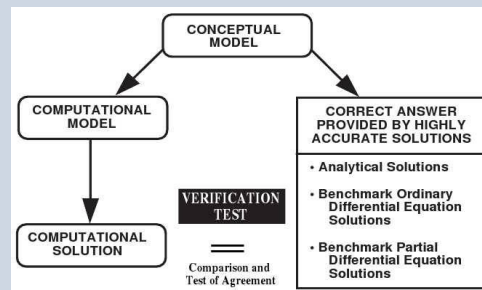 CONCEPTUAL
MODEL
COMPUTATIONAL
MODEL
COMPUTATIONAL
SOLUTION
VERIFICATION
TEST
Comparison and
Test of Agreement
CORRECT ANSWER
PROVIDED BY HIGHLY
ACCURATE SOLUTIONS
• Analytical Solutions
• Benchmark Ordinary
Differential Equation
Solutions
• Benchmark Partial
Differential Equation
Solutions